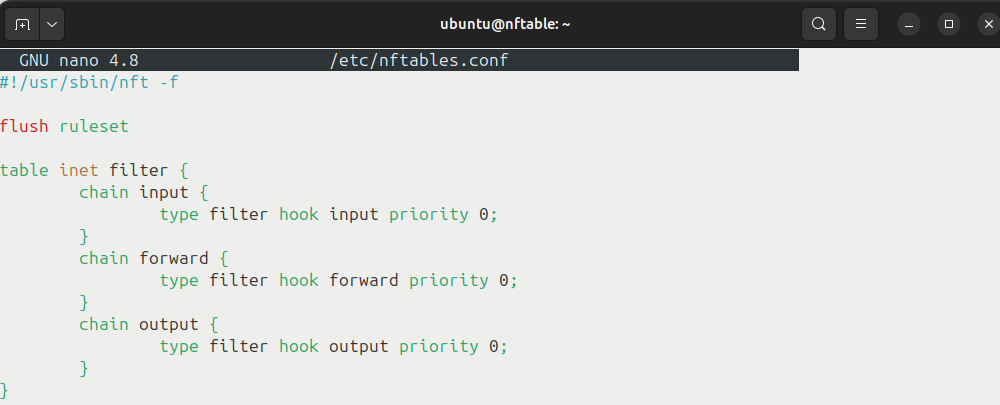 ubuntu@nftable: ~
GNU nano 4.8 /etc/nftables.conf
#!/usr/sbin/nft -f

flush ruleset

table inet filter {
        chain input {
                type filter hook input priority 0;
        }
        chain forward {
                type filter hook forward priority 0;
        }
        chain output {
                type filter hook output priority 0;
        }
}